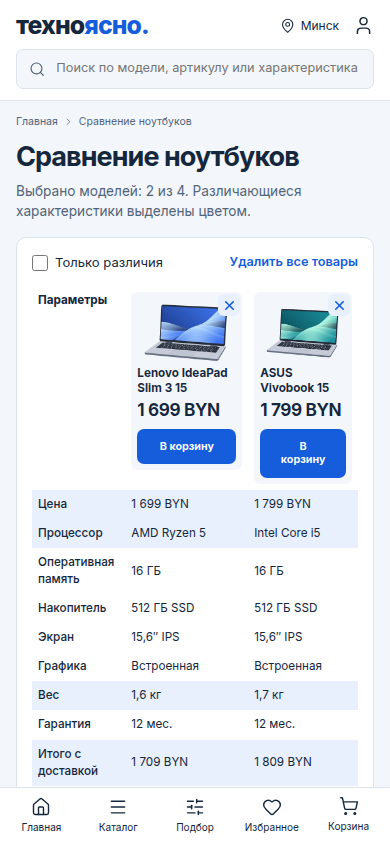 техноясно.
Минск
Поиск по модели, артикулу или характеристика
Главная > Сравнение ноутбуков
Сравнение ноутбуков
Выбрано моделей: 2 из 4. Различающиеся
характеристики выделены цветом.
Только различия
Удалить все товары
Параметры
Lenovo IdeaPad
Slim 3 15
1 699 BYN
В корзину
ASUS
Vivobook 15
1 799 BYN
В
корзину
Цена 1 699 BYN 1 799 BYN
Процессор AMD Ryzen 5 Intel Core i5
Оперативная
память 16 ГБ 16 ГБ
Накопитель 512 ГБ SSD 512 ГБ SSD
Экран 15,6″ IPS 15,6″ IPS
Графика Встроенная Встроенная
Вес 1,6 кг 1,7 кг
Гарантия 12 мес. 12 мес.
Итого с
доставкой 1 709 BYN 1 809 BYN
Главная Каталог Подбор Избранное Корзина